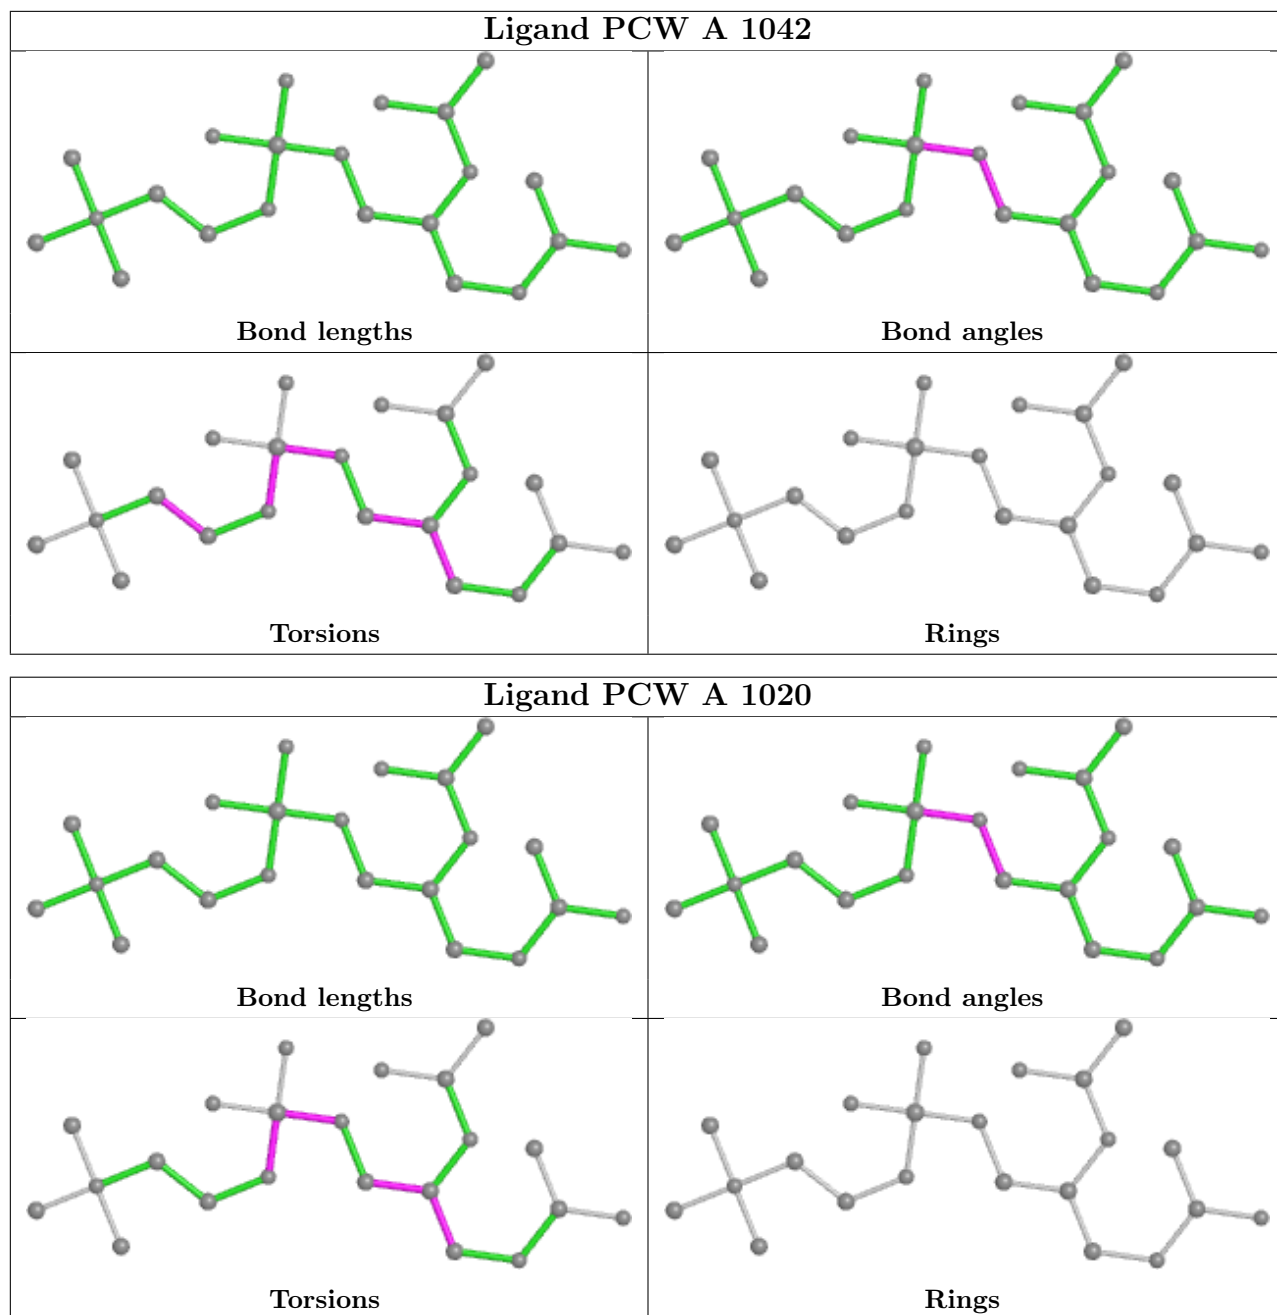 Ligand PCW A 1042
Bond lengths Bond angles
Torsions Rings
Ligand PCW A 1020
Bond lengths Bond angles
Torsions Rings